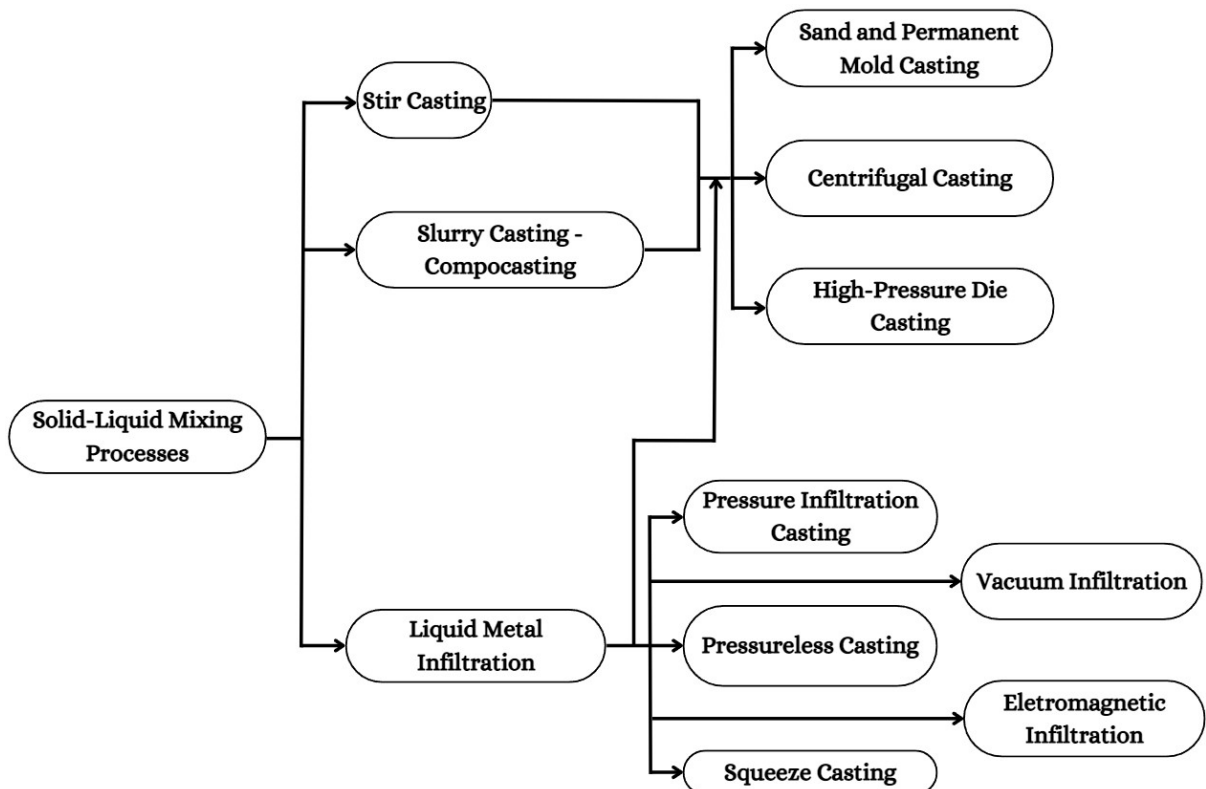 Sand and Permanent
Mold Casting
Stir Casting
Centrifugal Casting
Slurry Casting -
Compocasting
High-Pressure Die
Casting
Solid-Liquid Mixing
Processes
Pressure Infiltration
Casting
Vacuum Infiltration
Liquid Metal
Infiltration
Pressureless Casting
Eletromagnetic
Infiltration
Squeeze Casting